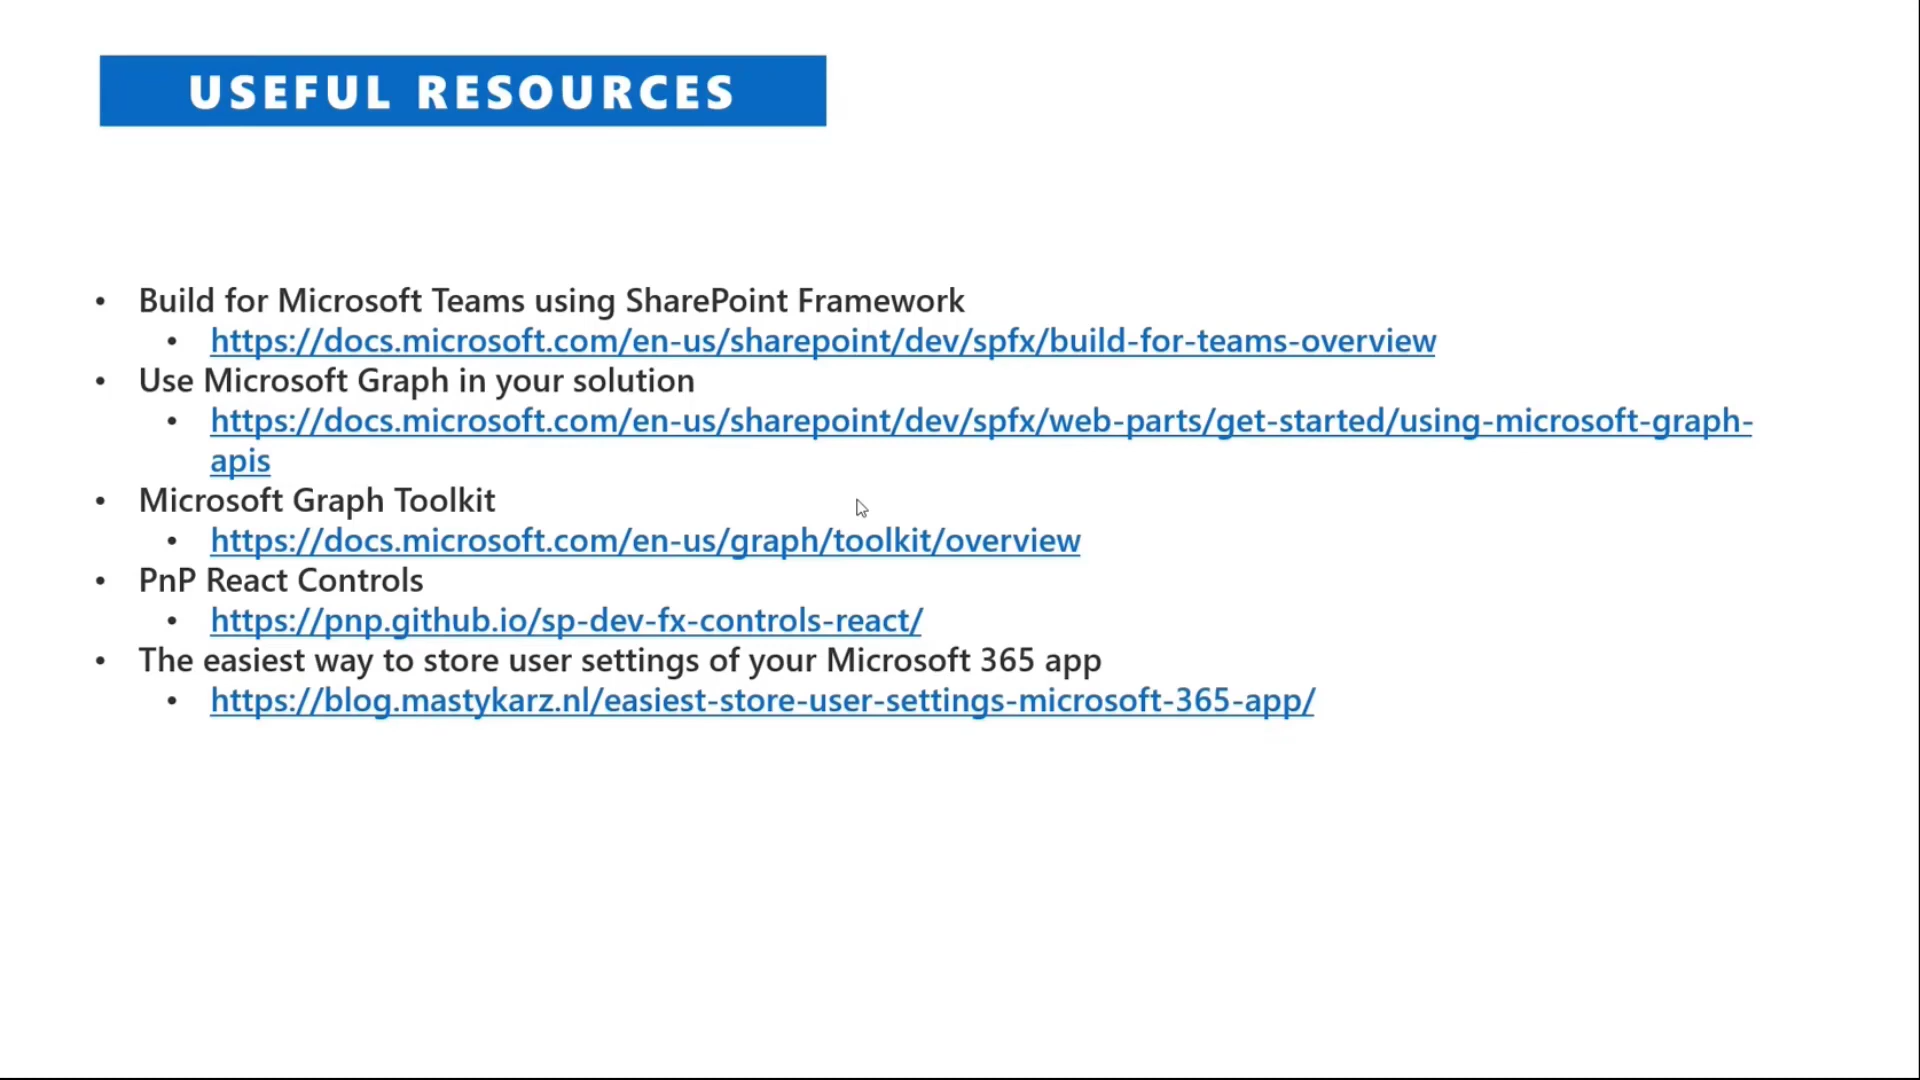 USEFUL RESOURCES
• Build for Microsoft Teams using SharePoint Framework
• https://docs.microsoft.com/en-us/sharepoint/dev/spfx/build-for-teams-overview
• Use Microsoft Graph in your solution
• https://docs.microsoft.com/en-us/sharepoint/dev/spfx/web-parts/get-started/using-microsoft-graph-
apis
• Microsoft Graph Toolkit
• https://docs.microsoft.com/en-us/graph/toolkit/overview
• PnP React Controls
• https://pnp.github.io/sp-dev-fx-controls-react/
• The easiest way to store user settings of your Microsoft 365 app
• https://blog.mastykarz.nl/easiest-store-user-settings-microsoft-365-app/